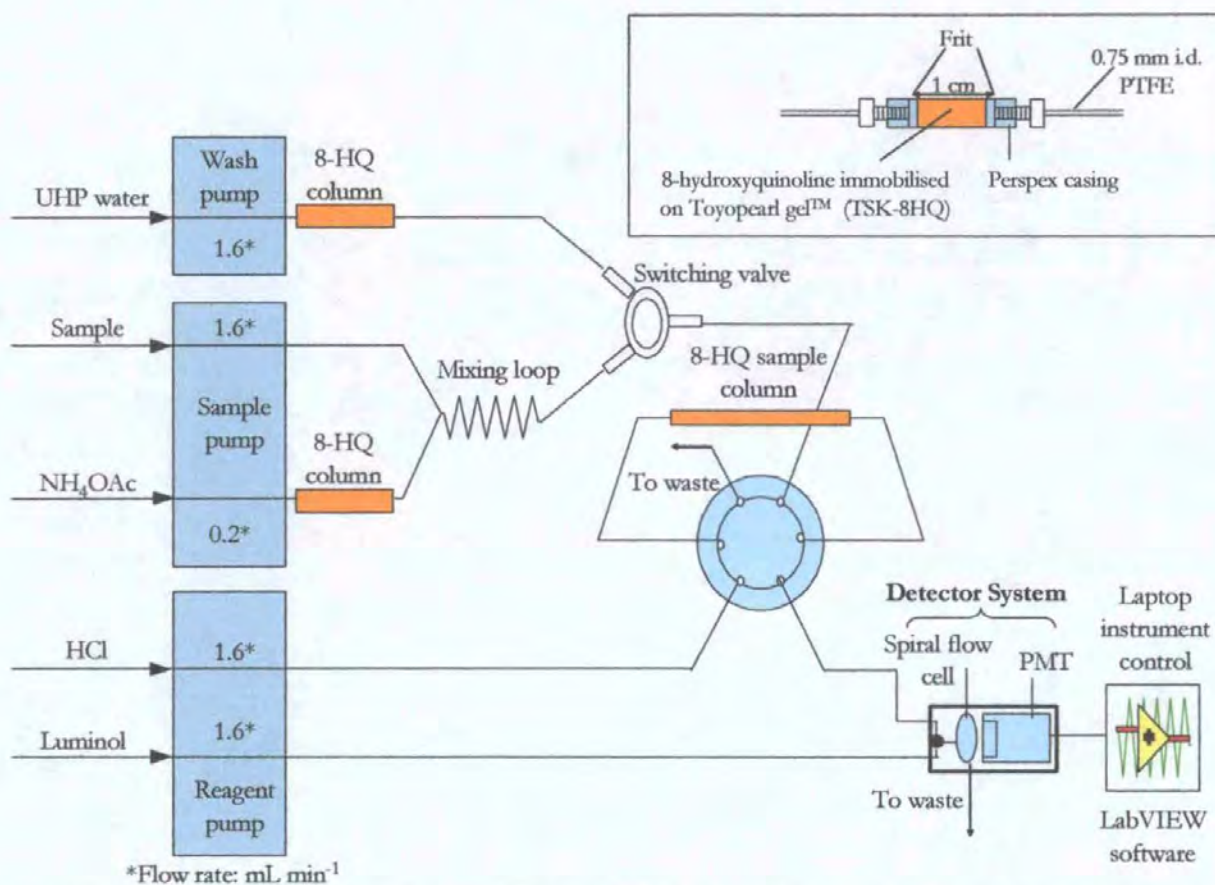 Frit
1 cm
0.75 mm i.d.
PTFE
8-hydroxyquinoline immobilised
on Toyopearl gel™ (TSK-8HQ)
Perspex casing
UHP water
Wash
pump
1.6*
8-HQ
column
Switching valve
Sample
1.6*
Sample
pump
Mixing loop
8-HQ sample
column
NH₄OAc
0.2*
8-HQ
column
To waste
HCl
1.6*
Luminol
1.6*
Reagent
pump
Detector System
Spiral flow
cell
PMT
Laptop
instrument
control
To waste
LabVIEW
software
*Flow rate: mL min⁻¹